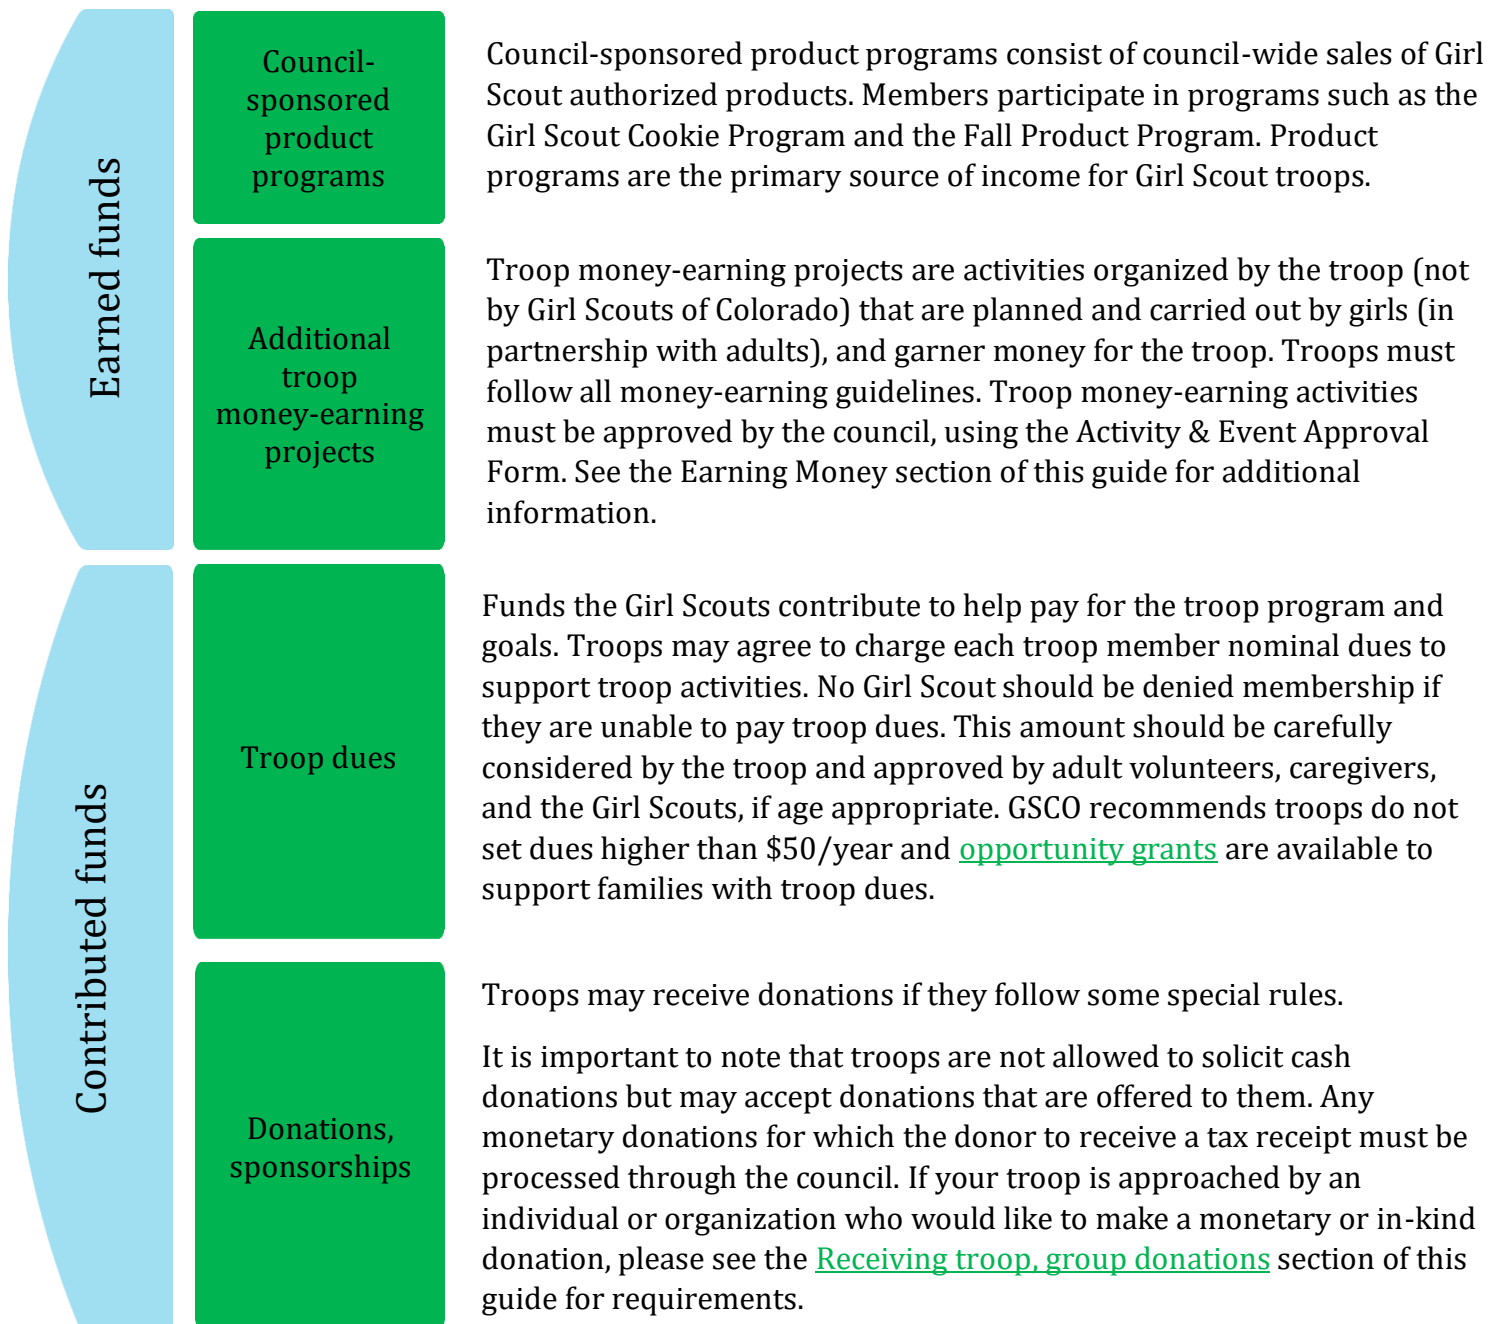 Earned funds
Council-
sponsored
product
programs
Council-sponsored product programs consist of council-wide sales of Girl
Scout authorized products. Members participate in programs such as the
Girl Scout Cookie Program and the Fall Product Program. Product
programs are the primary source of income for Girl Scout troops.
Additional
troop
money-earning
projects
Troop money-earning projects are activities organized by the troop (not
by Girl Scouts of Colorado) that are planned and carried out by girls (in
partnership with adults), and garner money for the troop. Troops must
follow all money-earning guidelines. Troop money-earning activities
must be approved by the council, using the Activity & Event Approval
Form. See the Earning Money section of this guide for additional
information.
Contributed funds
Troop dues
Funds the Girl Scouts contribute to help pay for the troop program and
goals. Troops may agree to charge each troop member nominal dues to
support troop activities. No Girl Scout should be denied membership if
they are unable to pay troop dues. This amount should be carefully
considered by the troop and approved by adult volunteers, caregivers,
and the Girl Scouts, if age appropriate. GSCO recommends troops do not
set dues higher than $50/year and opportunity grants are available to
support families with troop dues.
Donations,
sponsorships
Troops may receive donations if they follow some special rules.
It is important to note that troops are not allowed to solicit cash
donations but may accept donations that are offered to them. Any
monetary donations for which the donor to receive a tax receipt must be
processed through the council. If your troop is approached by an
individual or organization who would like to make a monetary or in-kind
donation, please see the Receiving troop, group donations section of this
guide for requirements.